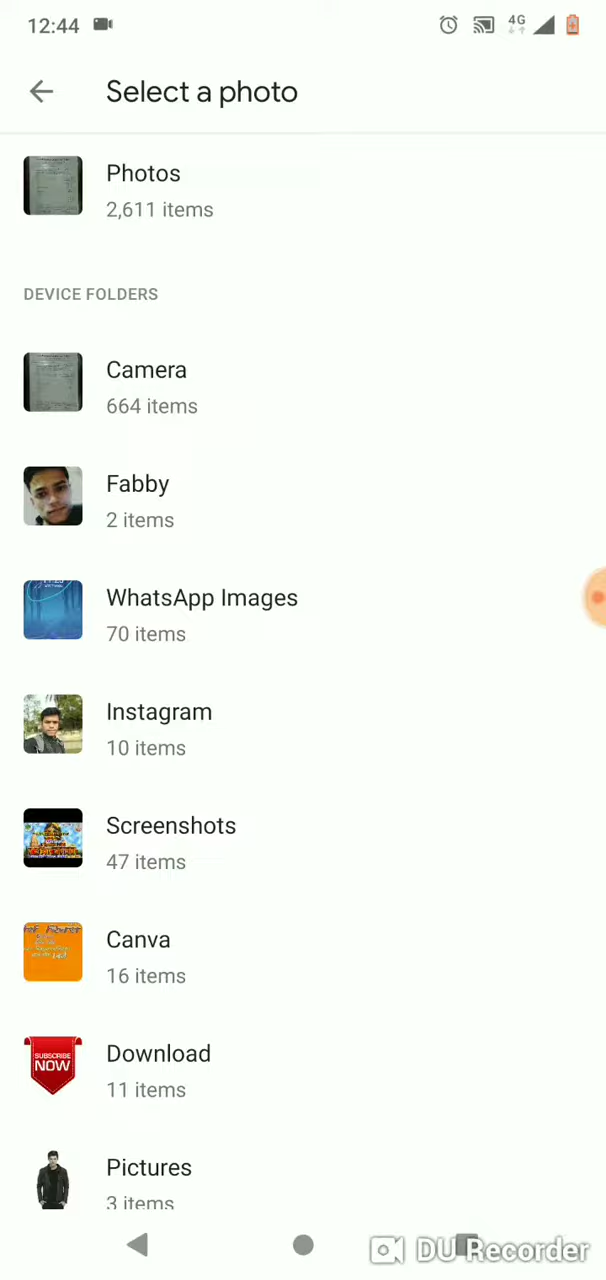 12:44
4G
Select a photo
Photos
2,611 items
DEVICE FOLDERS
Camera
664 items
Fabby
2 items
WhatsApp Images
70 items
Instagram
10 items
Screenshots
47 items
Canva
16 items
SUBSCRIBE
NOW
Download
11 items
Pictures
3 items
DU Recorder